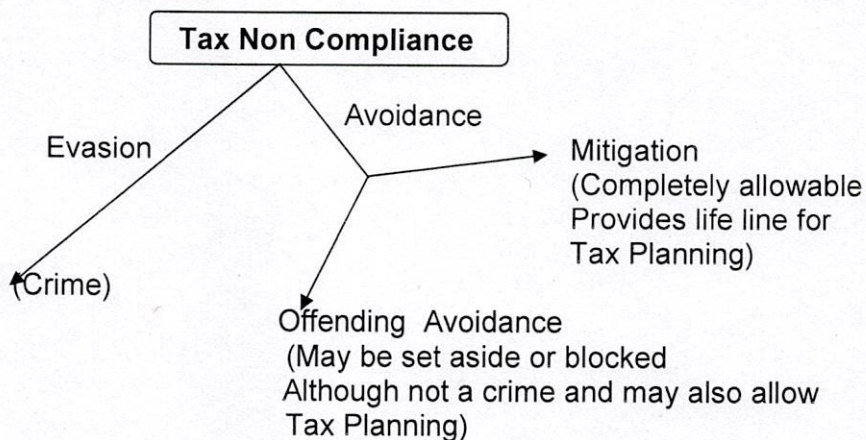 Tax Non Compliance
Avoidance
Evasion
Mitigation
(Completely allowable
Provides life line for
Tax Planning)
(Crime)
Offending Avoidance
(May be set aside or blocked
Although not a crime and may also allow
Tax Planning)